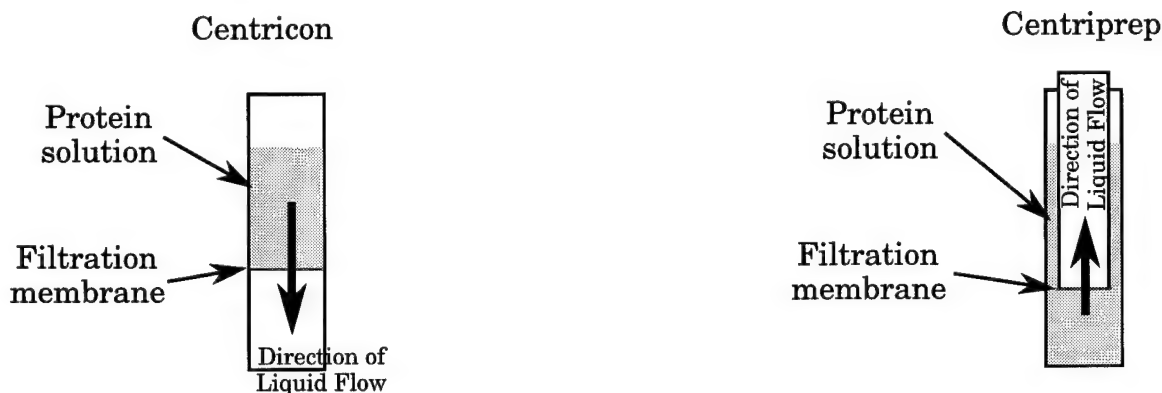 Centricon
Protein
solution
Filtration
membrane
Direction of
Liquid Flow
Centriprep
Protein
solution
Filtration
membrane
Direction of
Liquid Flow